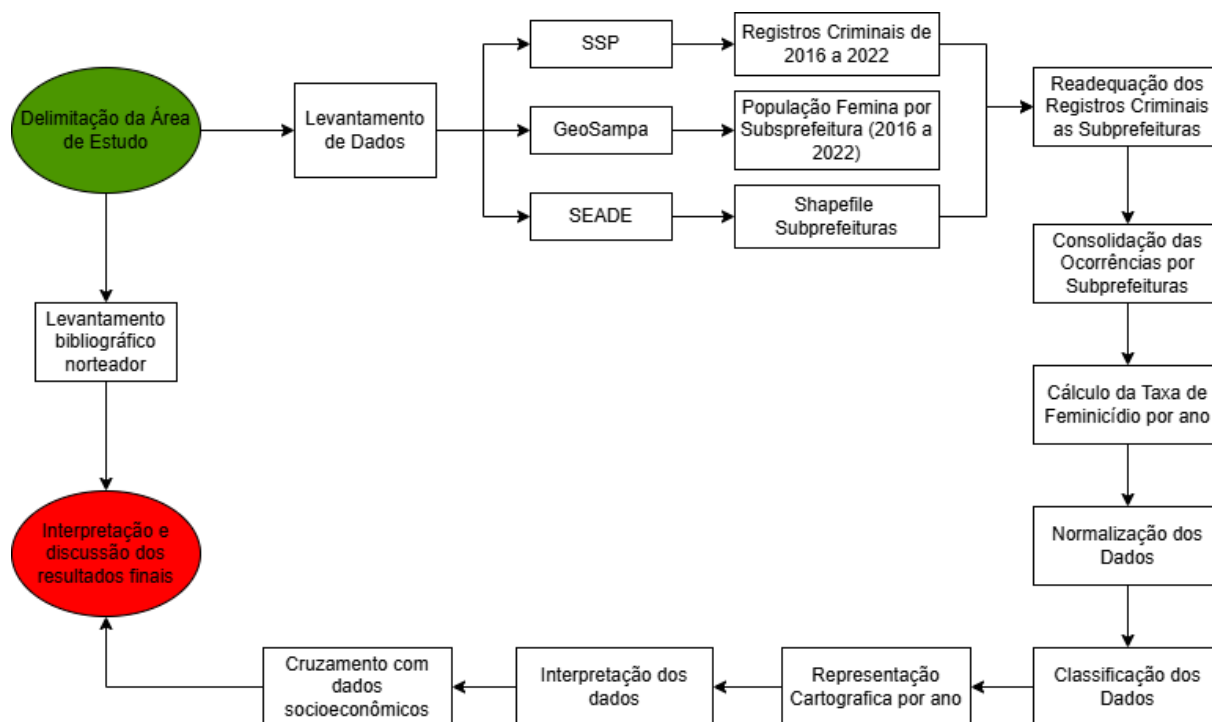 Delimitação da Área
de Estudo
Levantamento
de Dados
SSP
Registros Criminais de
2016 a 2022
GeoSampa
População Femina por
Subsprefeitura (2016 a
2022)
SEADE
Shapefile
Subprefeituras
Readequação dos
Registros Criminais
as Subprefeituras
Consolidação das
Ocorrências por
Subprefeituras
Cálculo da Taxa de
Feminicídio por ano
Normalização dos
Dados
Classificação dos
Dados
Representação
Cartografica por ano
Interpretação dos
dados
Cruzamento com
dados
socioeconômicos
Levantamento
bibliográfico
norteador
Interpretação e
discussão dos
resultados finais